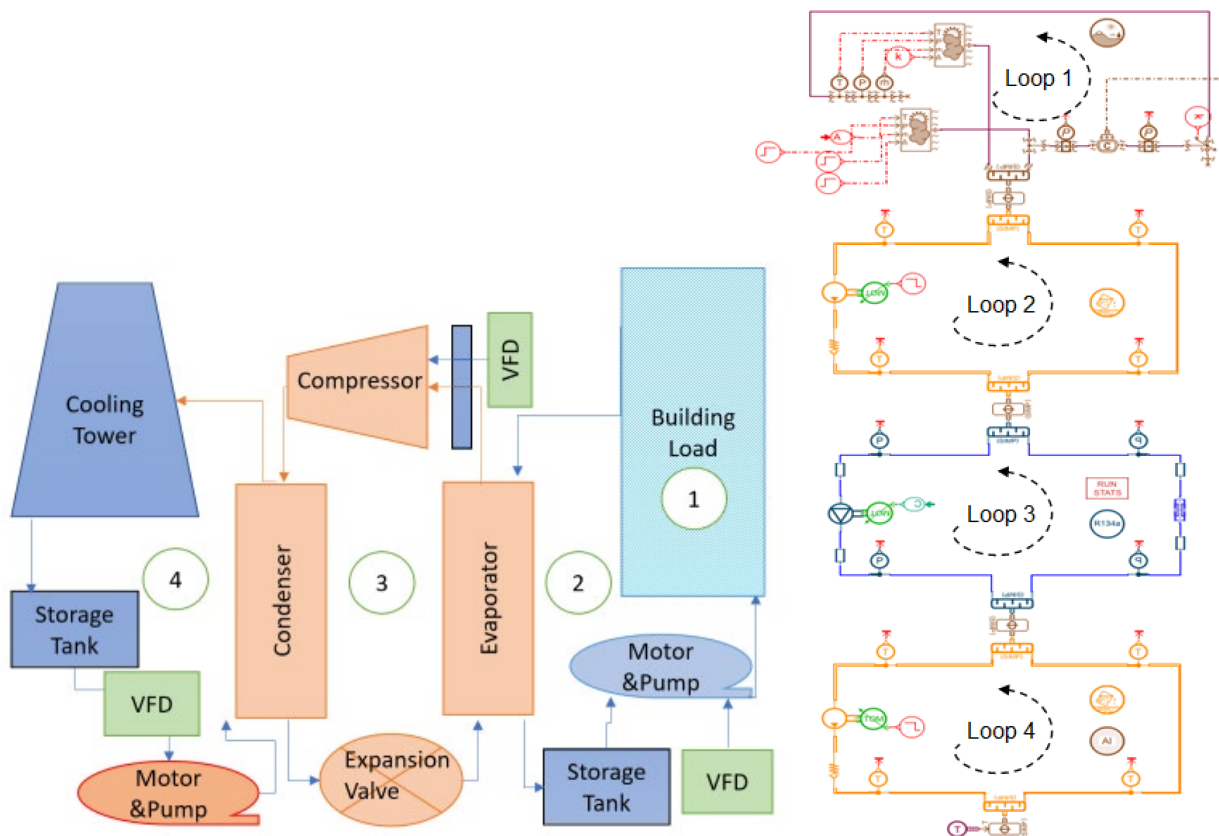 Cooling
Tower
Compressor
VFD
Building
Load
1
Condenser
Evaporator
4
3
2
Storage
Tank
VFD
Motor
&Pump
Expansion
Valve
Storage
Tank
Motor
&Pump
VFD
Loop 1
T
P
m
k
T
A
A
A
P
C
P
Loop 2
T
T
T
T
Loop 3
P
P
P
P
C
RUN
STATS
R134a
Loop 4
T
T
T
T
AI
T